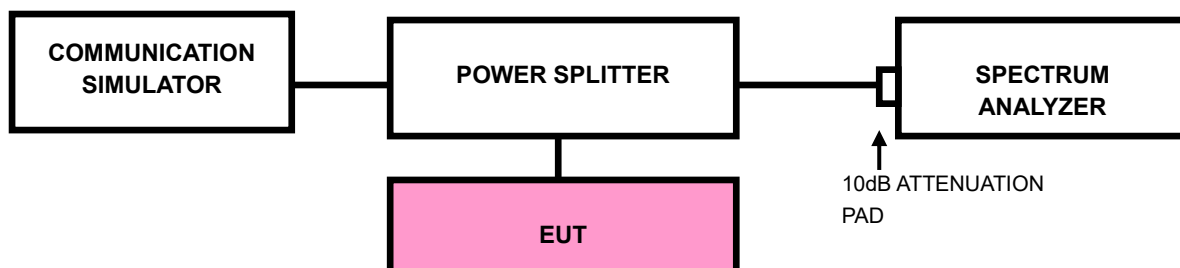 COMMUNICATION
SIMULATOR
POWER SPLITTER
SPECTRUM
ANALYZER
10dB ATTENUATION
PAD
EUT